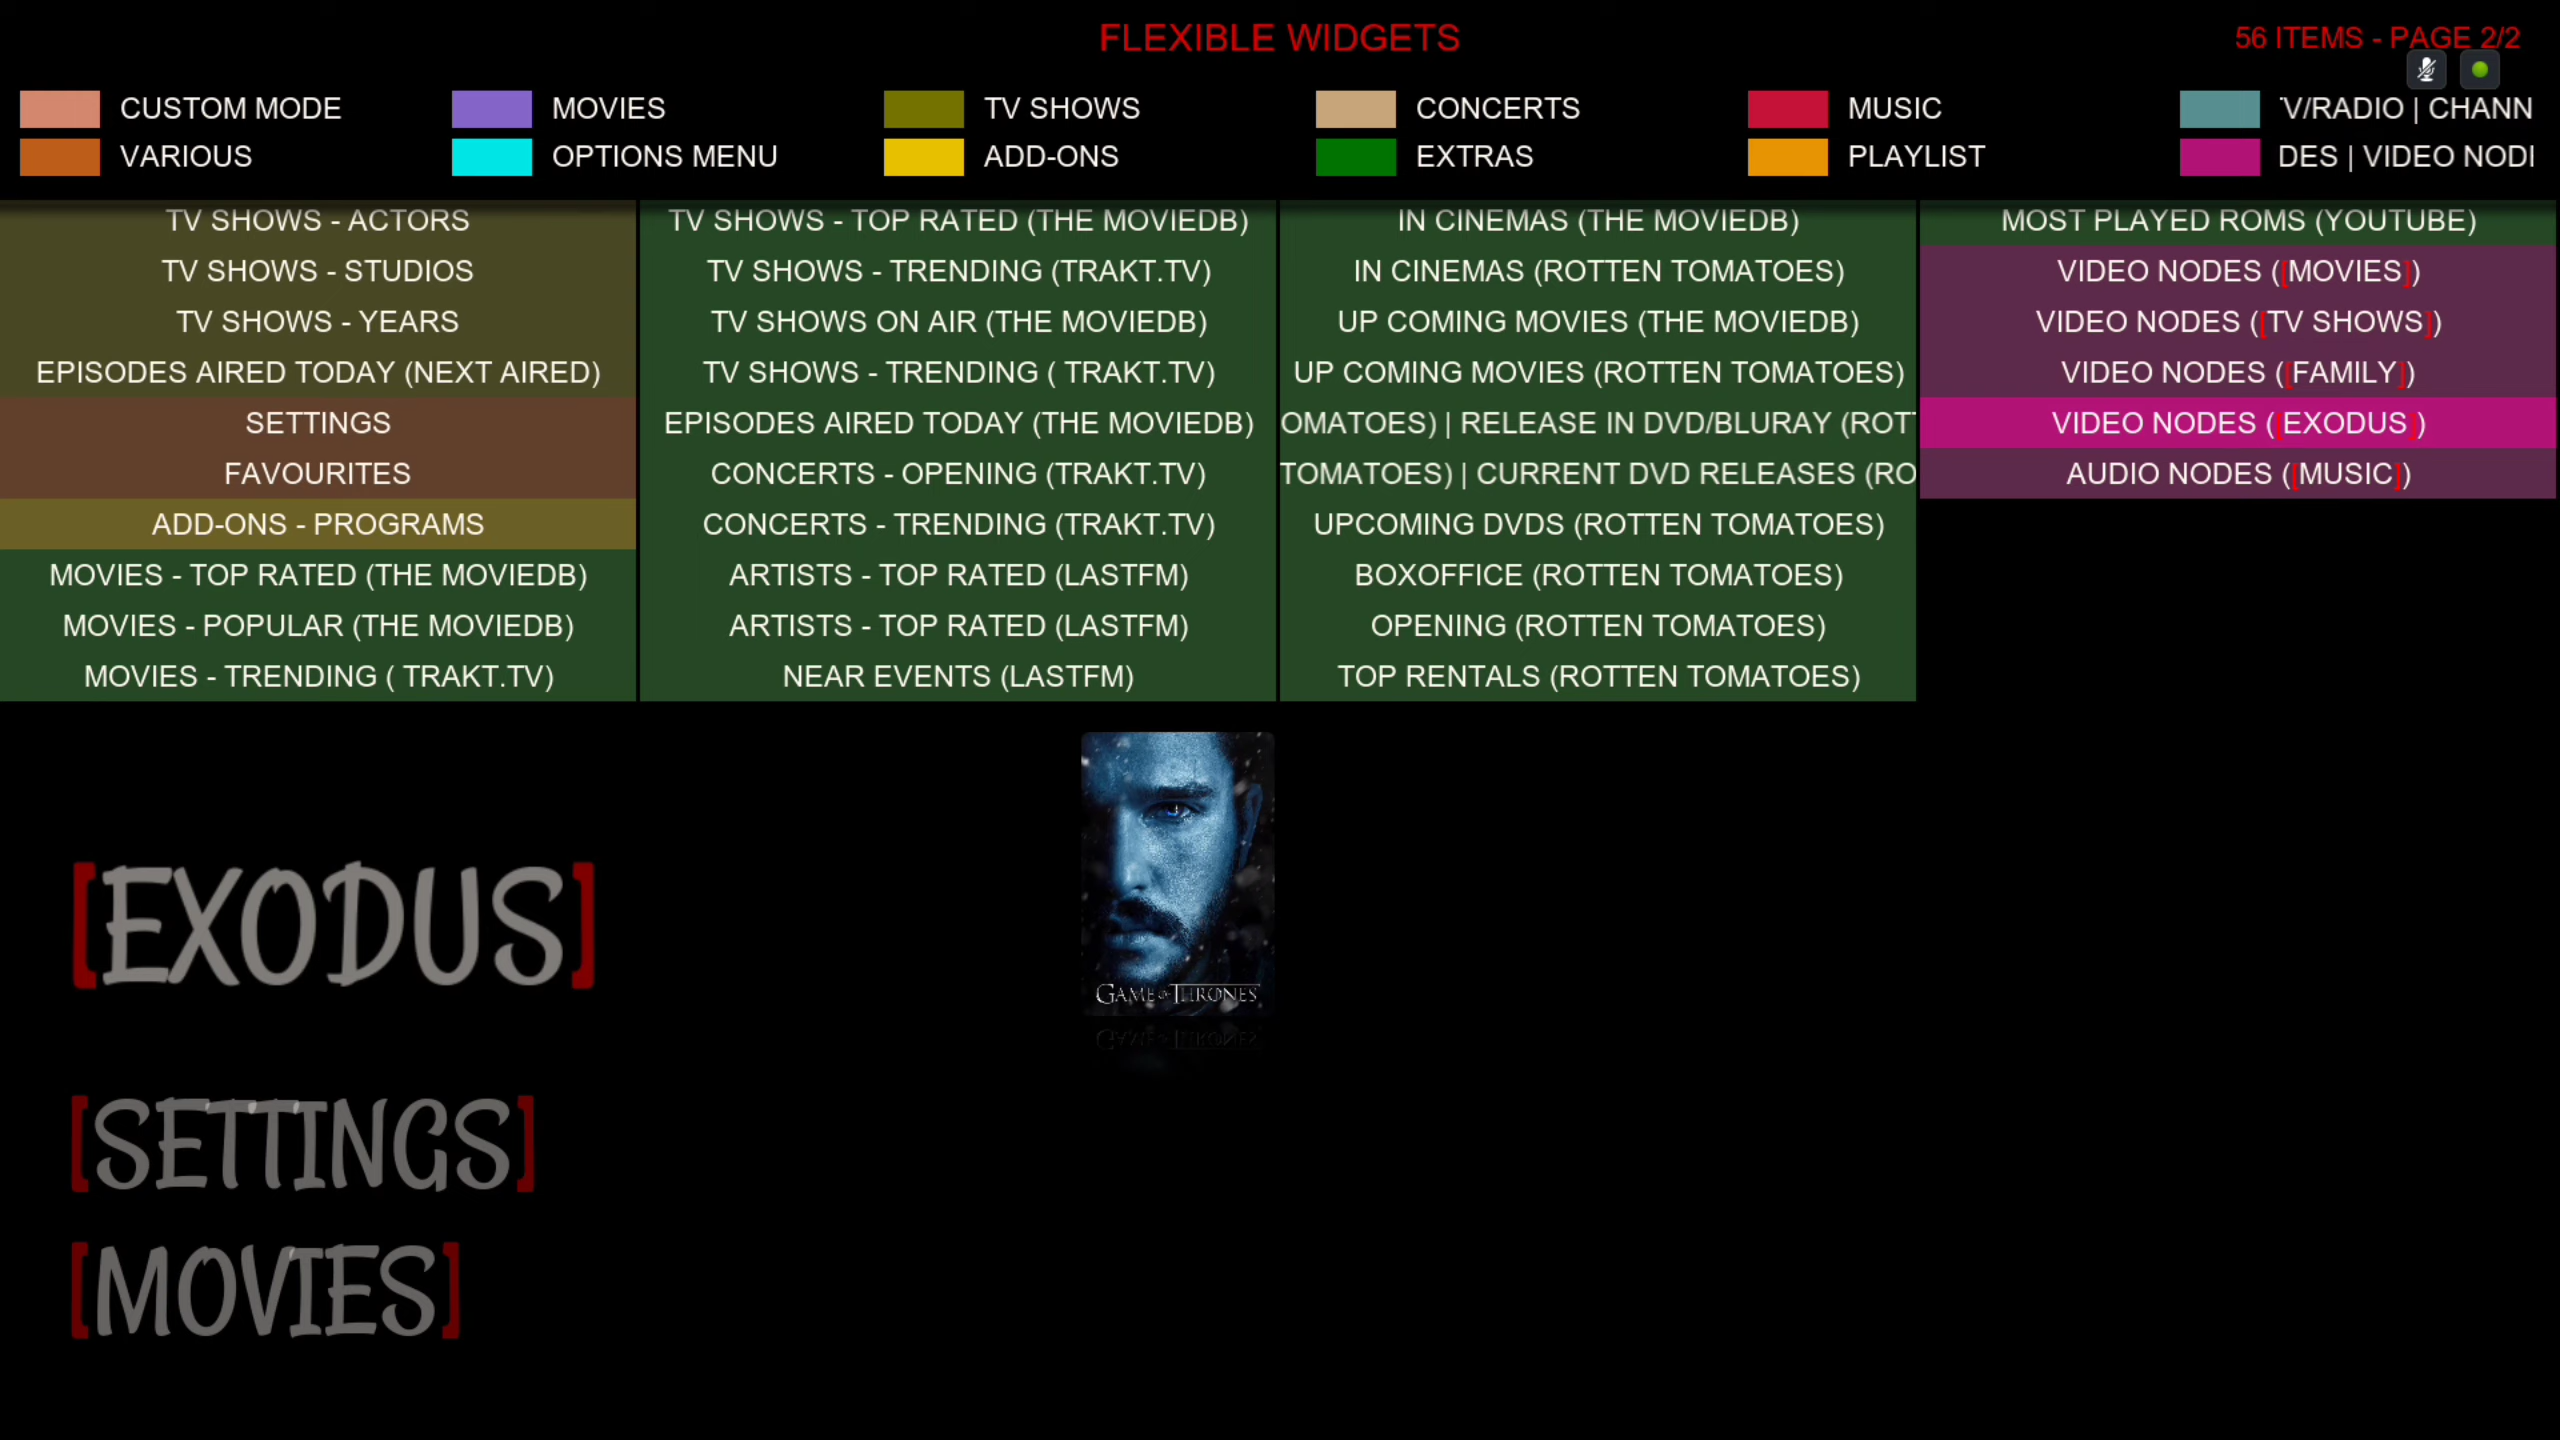 FLEXIBLE WIDGETS
56 ITEMS - PAGE 2/2
CUSTOM MODE
MOVIES
TV SHOWS
CONCERTS
MUSIC
V/RADIO | CHANN
VARIOUS
OPTIONS MENU
ADD-ONS
EXTRAS
PLAYLIST
DES | VIDEO NODI
TV SHOWS - ACTORS
TV SHOWS - STUDIOS
TV SHOWS - YEARS
EPISODES AIRED TODAY (NEXT AIRED)
SETTINGS
FAVOURITES
ADD-ONS - PROGRAMS
MOVIES - TOP RATED (THE MOVIEDB)
MOVIES - POPULAR (THE MOVIEDB)
MOVIES - TRENDING ( TRAKT.TV)
TV SHOWS - TOP RATED (THE MOVIEDB)
TV SHOWS - TRENDING (TRAKT.TV)
TV SHOWS ON AIR (THE MOVIEDB)
TV SHOWS - TRENDING ( TRAKT.TV)
EPISODES AIRED TODAY (THE MOVIEDB)
CONCERTS - OPENING (TRAKT.TV)
CONCERTS - TRENDING (TRAKT.TV)
ARTISTS - TOP RATED (LASTFM)
ARTISTS - TOP RATED (LASTFM)
NEAR EVENTS (LASTFM)
IN CINEMAS (THE MOVIEDB)
IN CINEMAS (ROTTEN TOMATOES)
UP COMING MOVIES (THE MOVIEDB)
UP COMING MOVIES (ROTTEN TOMATOES)
OMATOES) | RELEASE IN DVD/BLURAY (ROT
TOMATOES) | CURRENT DVD RELEASES (RO
UPCOMING DVDS (ROTTEN TOMATOES)
BOXOFFICE (ROTTEN TOMATOES)
OPENING (ROTTEN TOMATOES)
TOP RENTALS (ROTTEN TOMATOES)
MOST PLAYED ROMS (YOUTUBE)
VIDEO NODES ([MOVIES])
VIDEO NODES ([TV SHOWS])
VIDEO NODES ([FAMILY])
VIDEO NODES ([EXODUS])
AUDIO NODES ([MUSIC])
GAME OF THRONES
[EXODUS]
[SETTINGS]
[MOVIES]